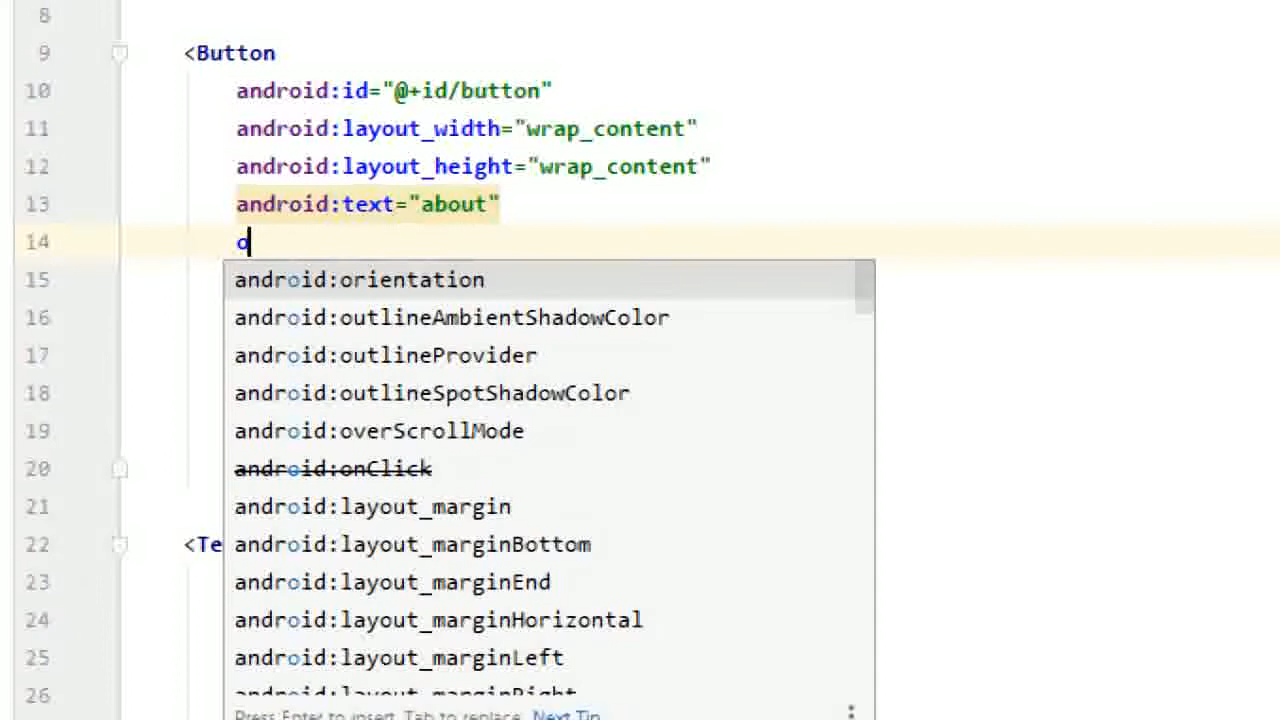 8
9 <Button
10 android:id="@+id/button"
11 android:layout_width="wrap_content"
12 android:layout_height="wrap_content"
13 android:text="about"
14 o
15 android:orientation
16 android:outlineAmbientShadowColor
17 android:outlineProvider
18 android:outlineSpotShadowColor
19 android:overScrollMode
20 android:onClick
21 android:layout_margin
22 <Te android:layout_marginBottom
23 android:layout_marginEnd
24 android:layout_marginHorizontal
25 android:layout_marginLeft
26 android:layout_marginRight
Press Enter to insert, Tab to replace Next Tip